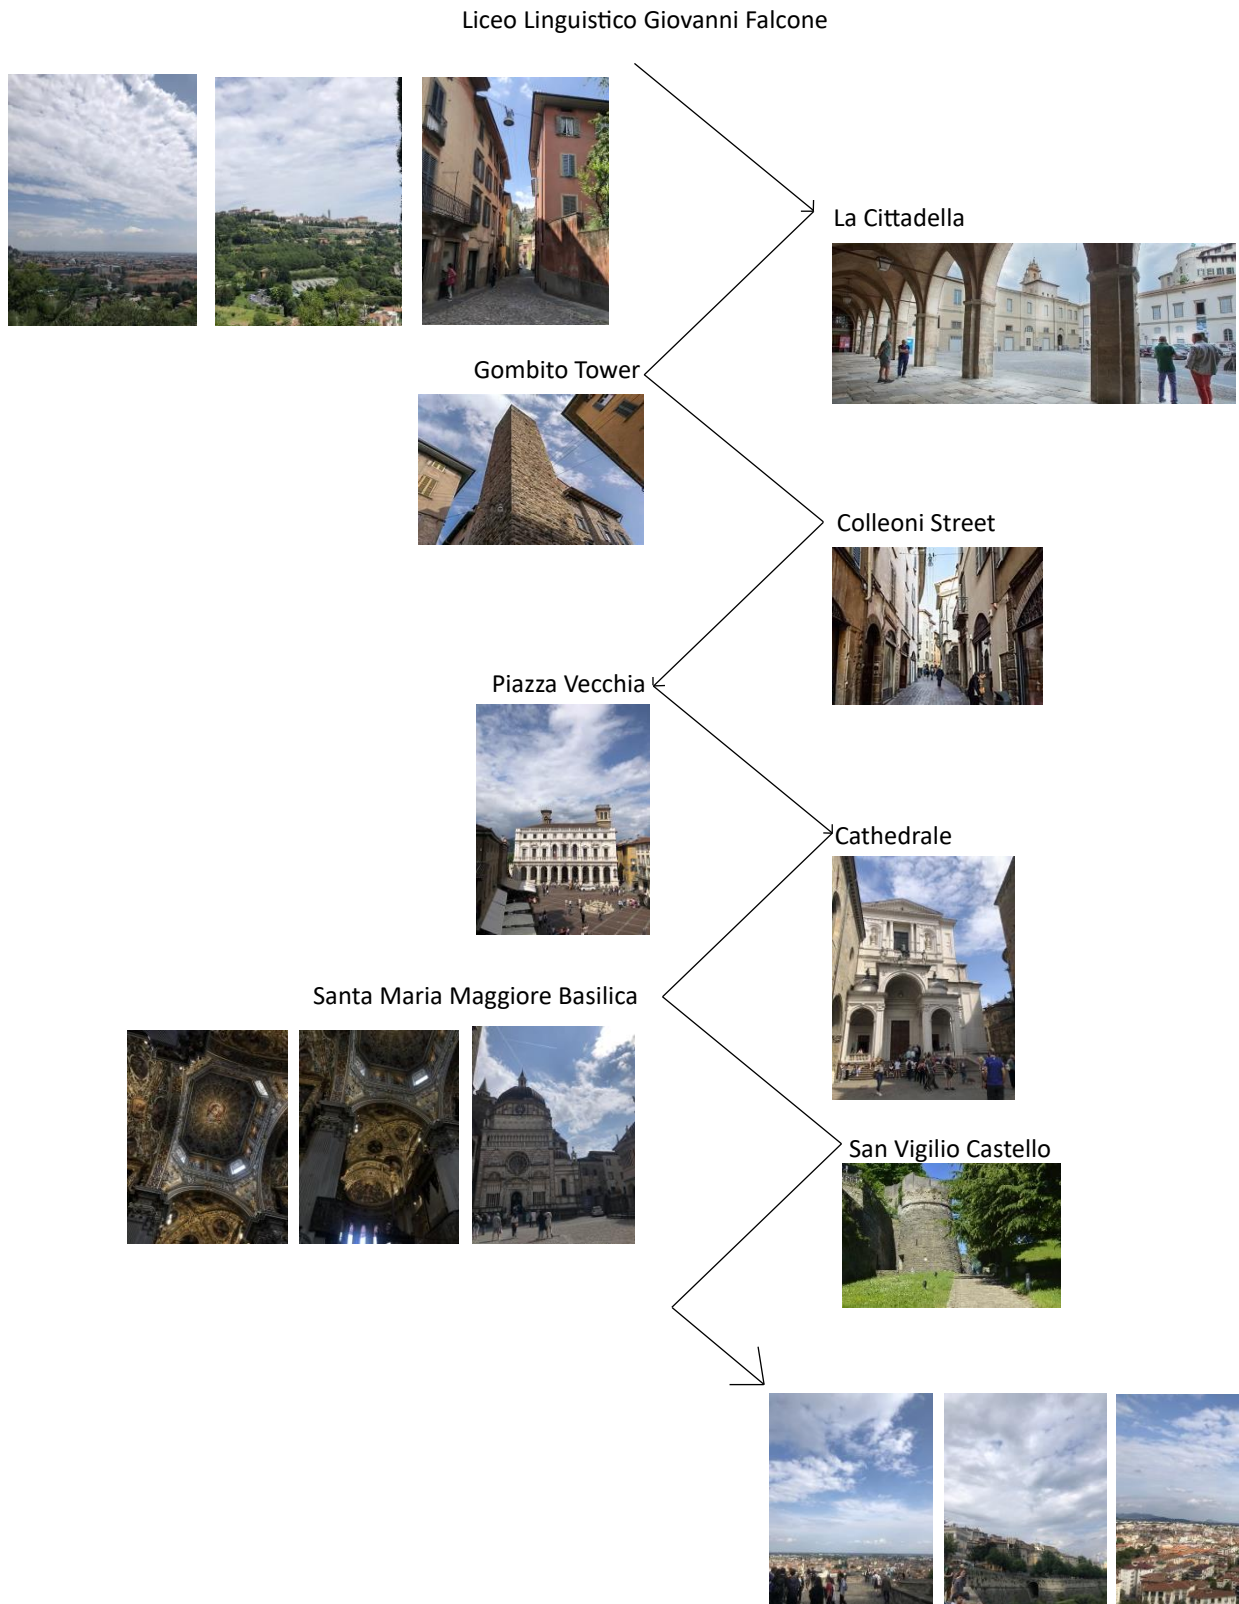 Liceo Linguistico Giovanni Falcone
La Cittadella
Gombito Tower
Colleoni Street
Piazza Vecchia
Cathedrale
Santa Maria Maggiore Basilica
San Vigilio Castello